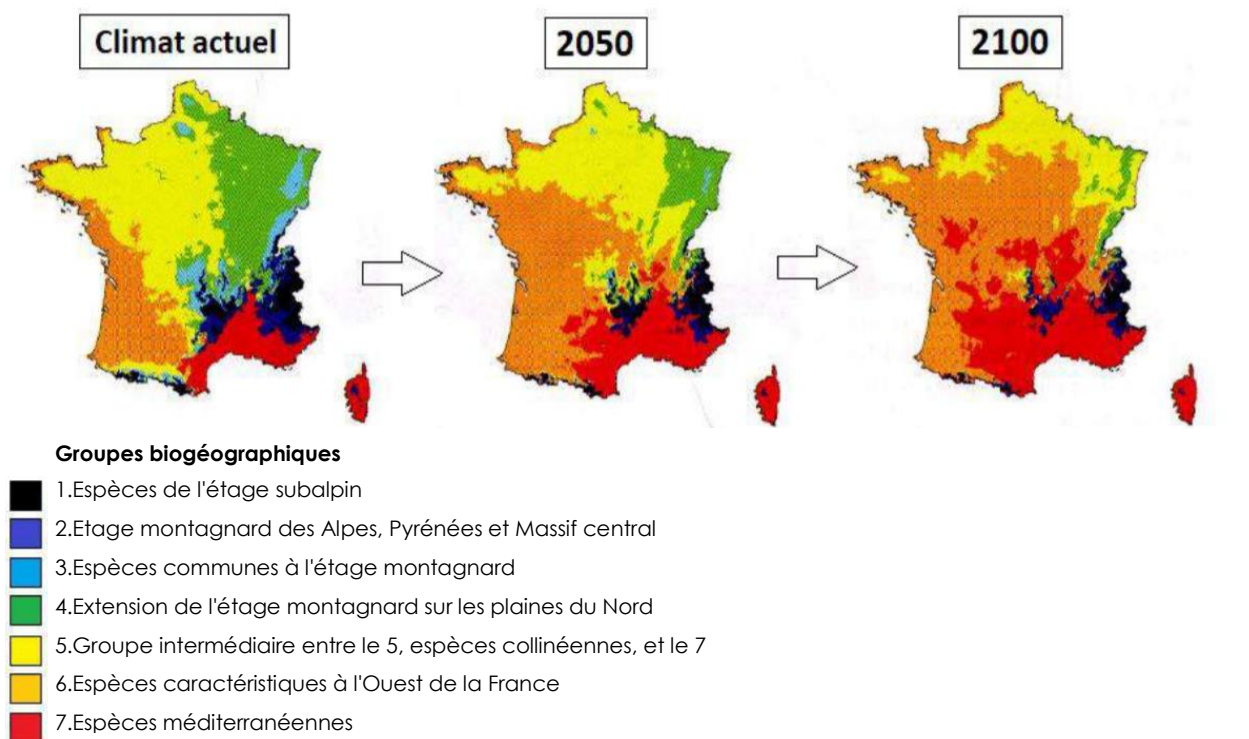 Climat actuel
2050
2100
Groupes biogéographiques
1.Espèces de l'étage subalpin
2.Etage montagnard des Alpes, Pyrénées et Massif central
3.Espèces communes à l'étage montagnard
4.Extension de l'étage montagnard sur les plaines du Nord
5.Groupe intermédiaire entre le 5, espèces collinéennes, et le 7
6.Espèces caractéristiques à l'Ouest de la France
7.Espèces méditerranéennes